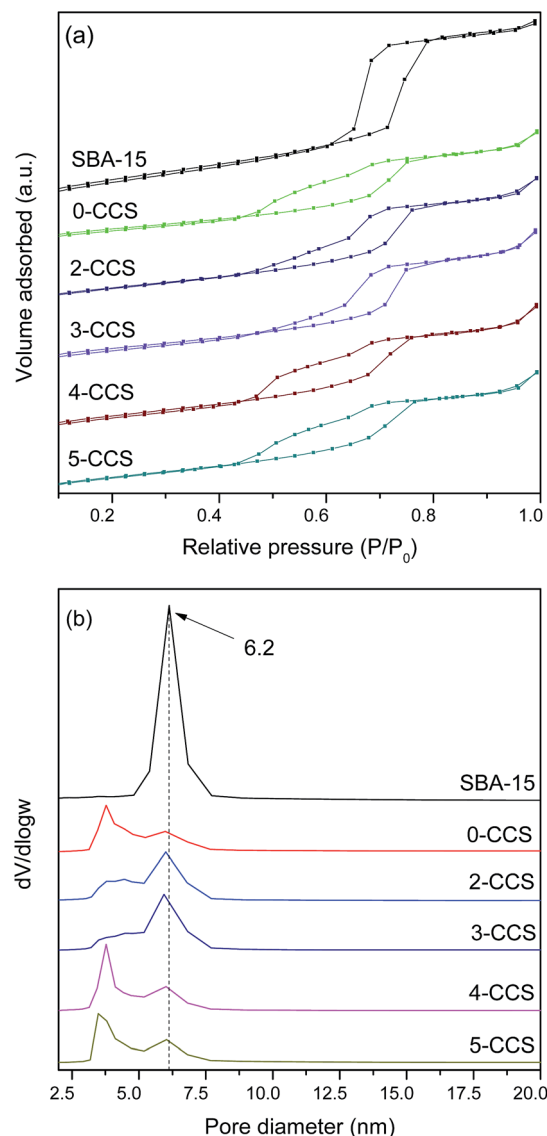 (a)
SBA-15
0-CCS
2-CCS
3-CCS
4-CCS
5-CCS
Volume adsorbed (a.u.)
0.2 0.4 0.6 0.8 1.0
Relative pressure (P/P₀)
(b)
6.2
SBA-15
0-CCS
2-CCS
3-CCS
4-CCS
5-CCS
dV/dlogw
2.5 5.0 7.5 10.0 12.5 15.0 17.5 20.0
Pore diameter (nm)